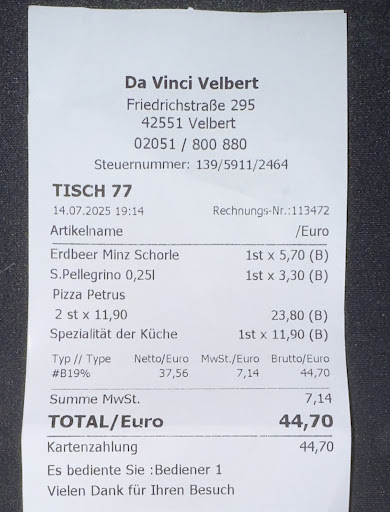 Da Vinci Velbert
Friedrichstraße 295
42551 Velbert
02051 / 800 880
Steuernummer: 139/5911/2464
TISCH 77
14.07.2025 19:14 Rechnungs-Nr.:113472
Artikelname /Euro
Erdbeer Minz Schorle 1st x 5,70 (B)
S.Pellegrino 0,25l 1st x 3,30 (B)
Pizza Petrus
2 st x 11,90 23,80 (B)
Spezialität der Küche 1st x 11,90 (B)
Typ // Type Netto/Euro MwSt./Euro Brutto/Euro
#B19% 37,56 7,14 44,70
Summe MwSt. 7,14
TOTAL/Euro 44,70
Kartenzahlung 44,70
Es bediente Sie :Bediener 1
Vielen Dank für Ihren Besuch